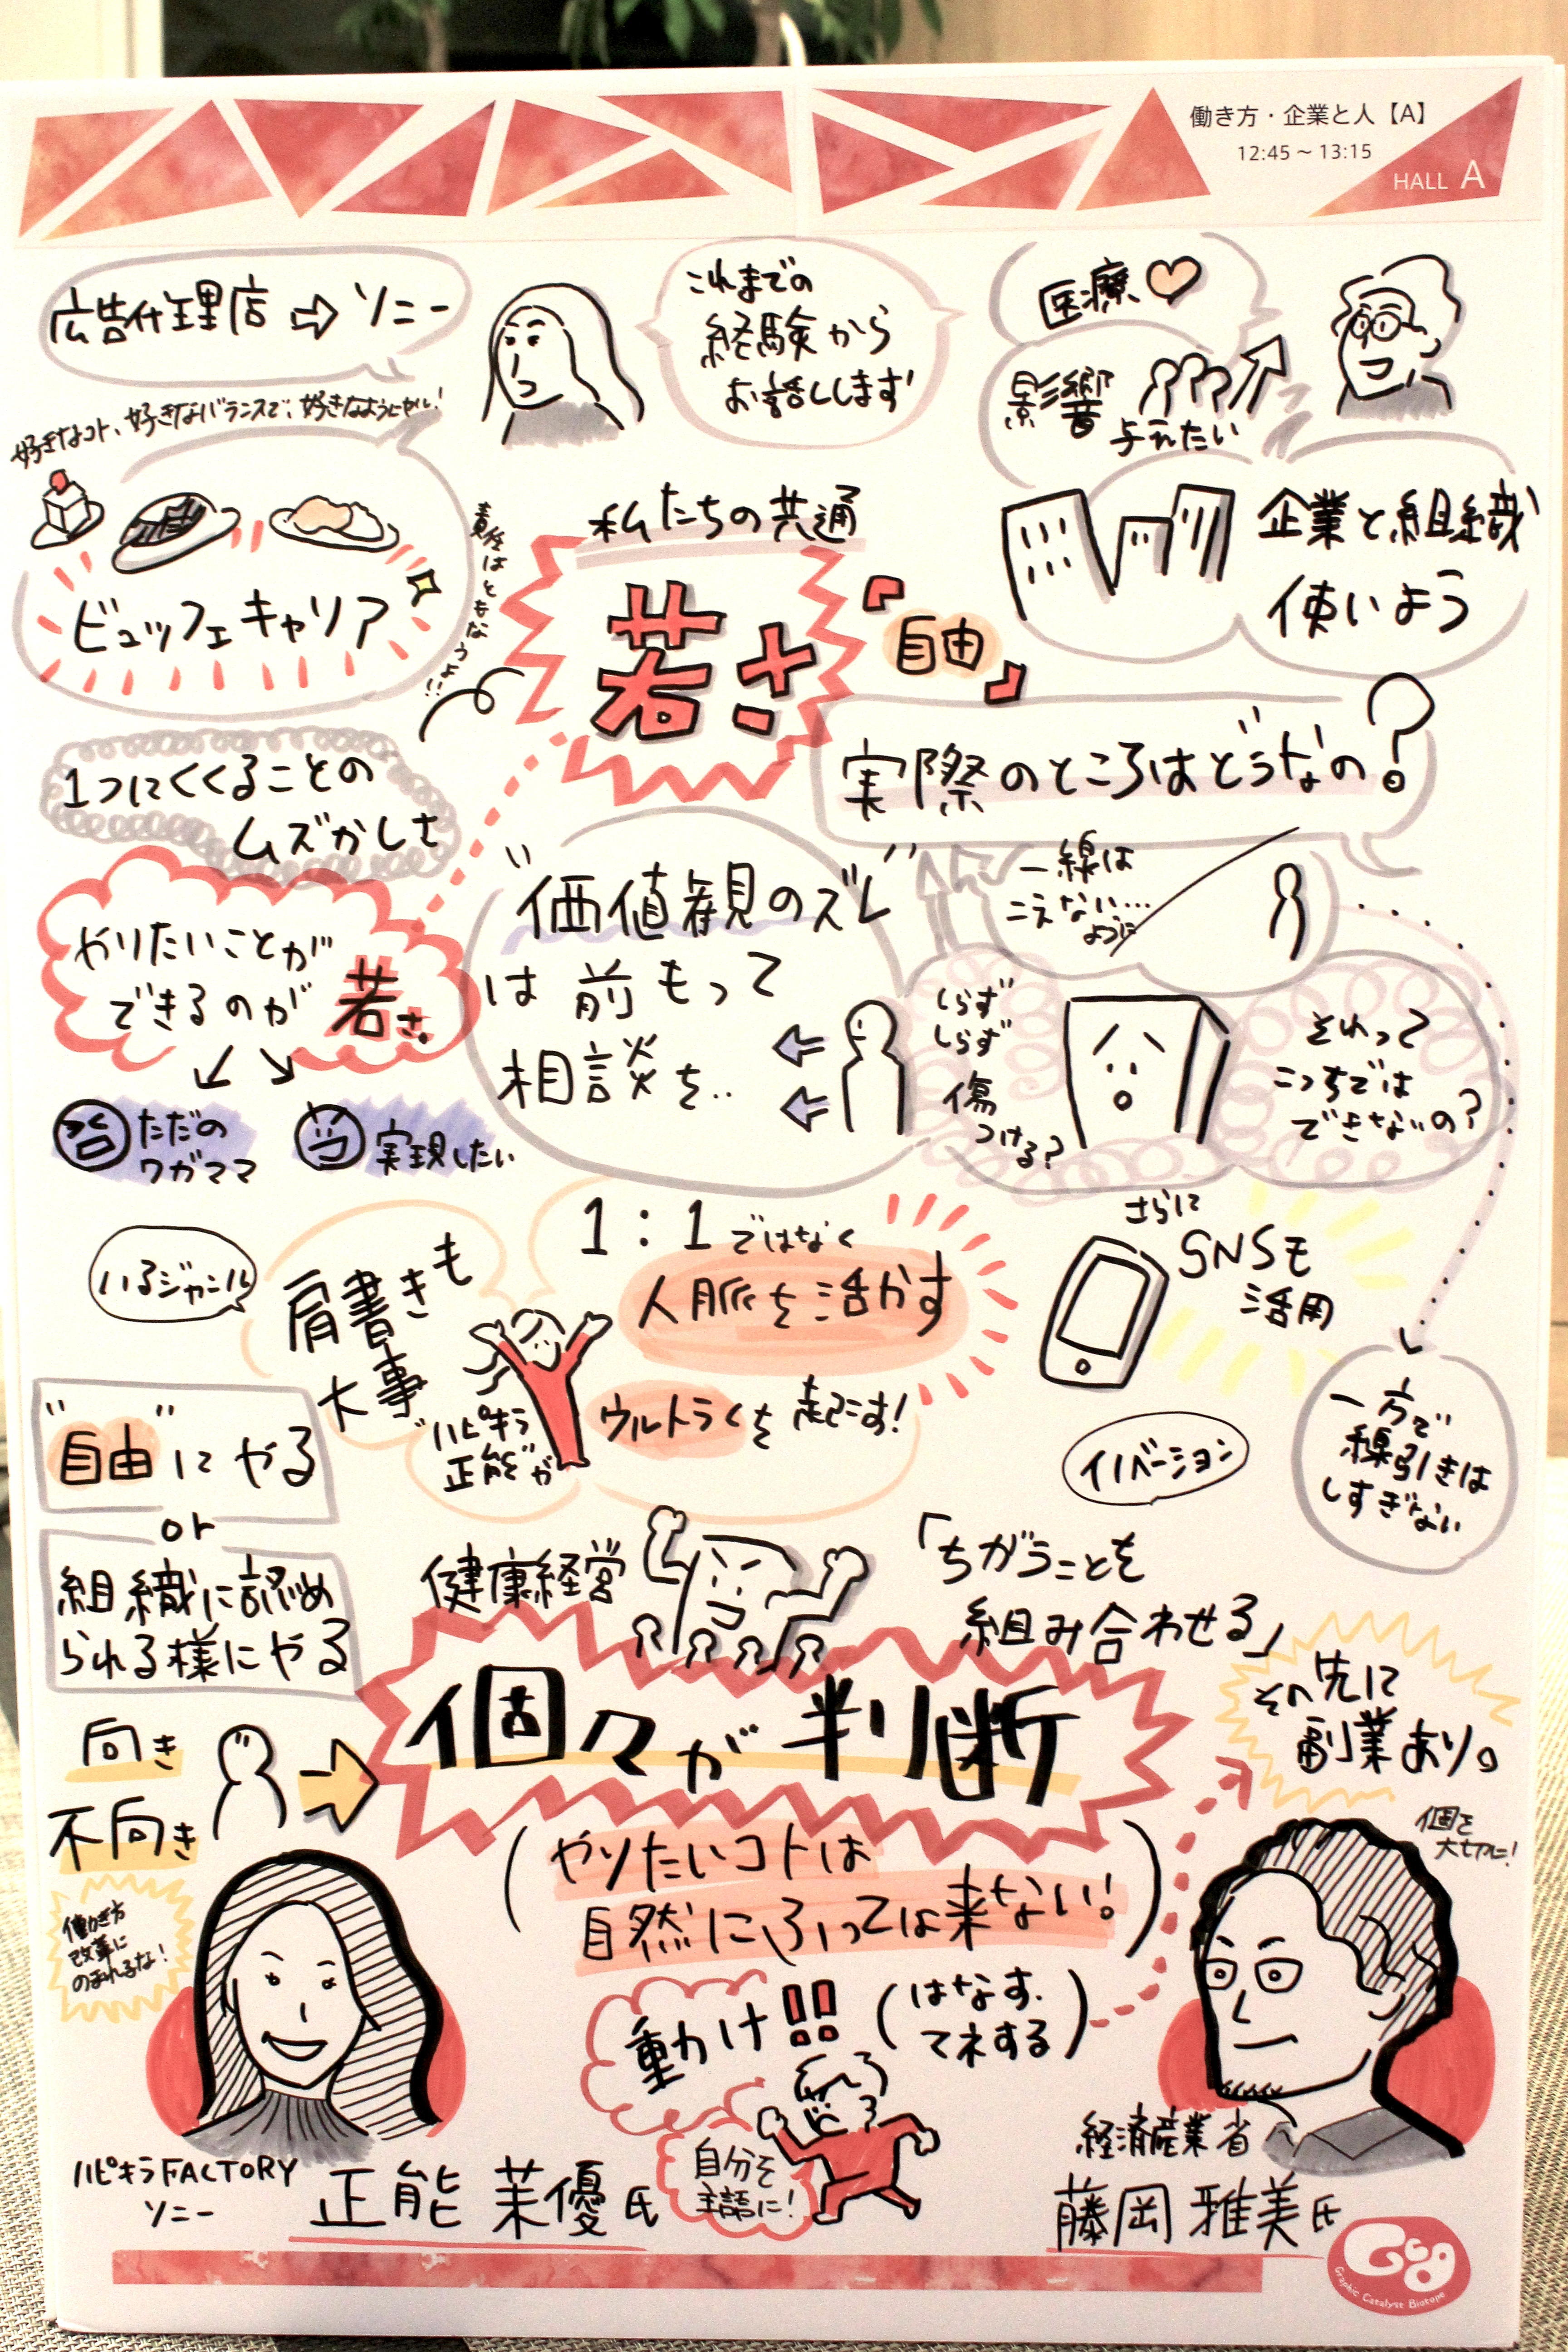 働き方・企業と人【A】
12:45～13:15
HALL A
広告代理店⇨ソニー
これまでの
経験から
お話しします
医療
影響
与えたい
好きなコト、好きなバランスで、好きなようにやる!
ビュッフェキャリア
責任はともなうよ!!
私たちの共通
若さ
『自由』
企業と組織
使いよう
実際のところはどうなの?
1つにくくることの
ムズかしさ
やりたいことが
できるのが若さ
ただの
ワガママ
実現したい
"価値観のズレ"
は前もって
相談を..
一線は
こえない…
ように
しらず
しらず
傷
つける?
それって
こっちでは
できないの?
いるジャンル
肩書きも
大事
1:1ではなく
人脈を活かす
ハピキラ
正能が
ウルトラCを起こす!
さらに
SNSも
活用
イノベーション
一方で
線引きは
しすぎない
"自由"にやる
or
組織に認め
られる様にやる
健康経営
「ちがうことを
組み合わせる」
その先に
副業あり。
向き
不向き
個々が判断
(やりたいコトは
自然にふっては来ない!)
個を
大切に!
働き方
改革に
のまれるな!
動け!!
(はなす.
マネする)
自分を
主語に!
ハピキラFACTORY
ソニー
正能 茉優氏
経済産業省
藤岡 雅美氏
Gcg
Graphic Catalyst Biotope